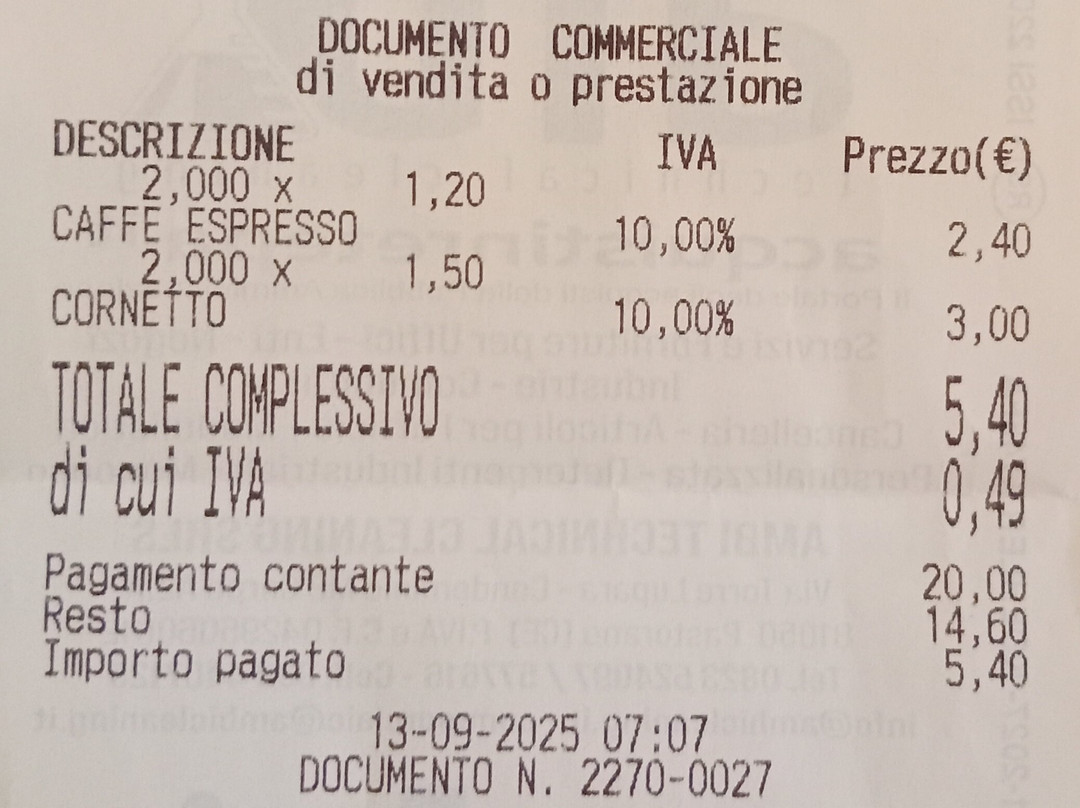 DOCUMENTO COMMERCIALE
di vendita o prestazione
DESCRIZIONE IVA Prezzo(€)
2,000 x 1,20
CAFFE ESPRESSO 10,00% 2,40
2,000 x 1,50
CORNETTO 10,00% 3,00
TOTALE COMPLESSIVO 5,40
di cui IVA 0,49
Pagamento contante 20,00
Resto 14,60
Importo pagato 5,40
13-09-2025 07:07
DOCUMENTO N. 2270-0027